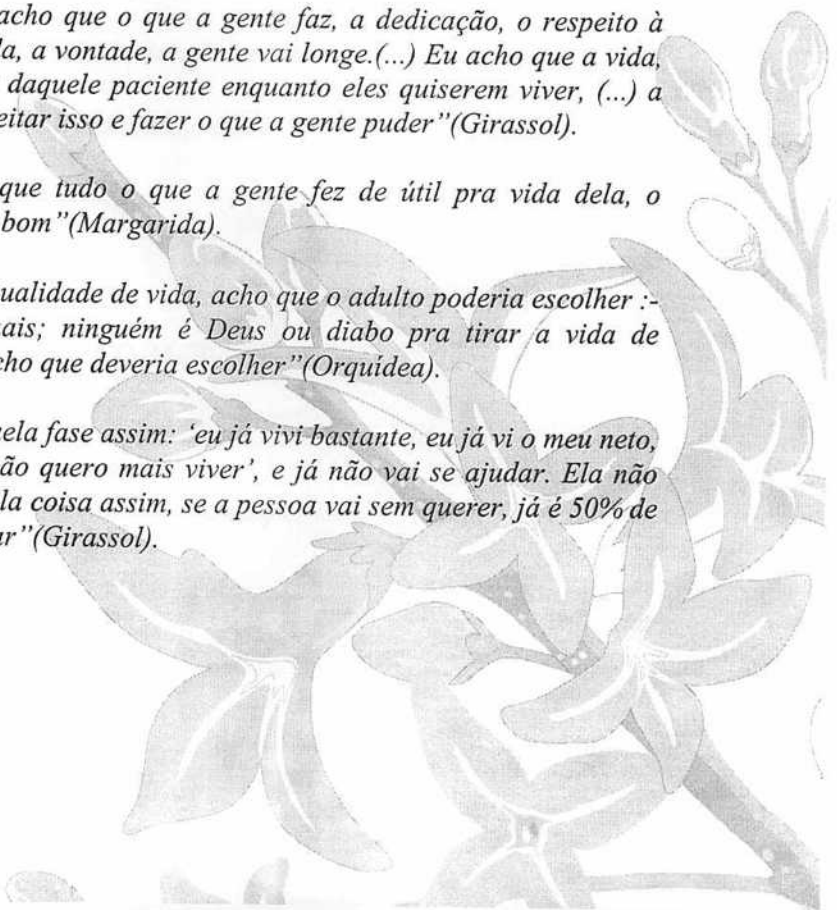 acho que o que a gente faz, a dedicação, o respeito à
a, a vontade, a gente vai longe.(...) Eu acho que a vida,
daquele paciente enquanto eles quiserem viver, (...) a
eitar isso e fazer o que a gente puder"(Girassol).
que tudo o que a gente fez de útil pra vida dela, o
bom"(Margarida).
ualidade de vida, acho que o adulto poderia escolher :-
ais; ninguém é Deus ou diabo pra tirar a vida de
cho que deveria escolher"(Orquídea).
ela fase assim: 'eu já vivi bastante, eu já vi o meu neto,
ão quero mais viver', e já não vai se ajudar. Ela não
la coisa assim, se a pessoa vai sem querer, já é 50% de
ar"(Girassol).